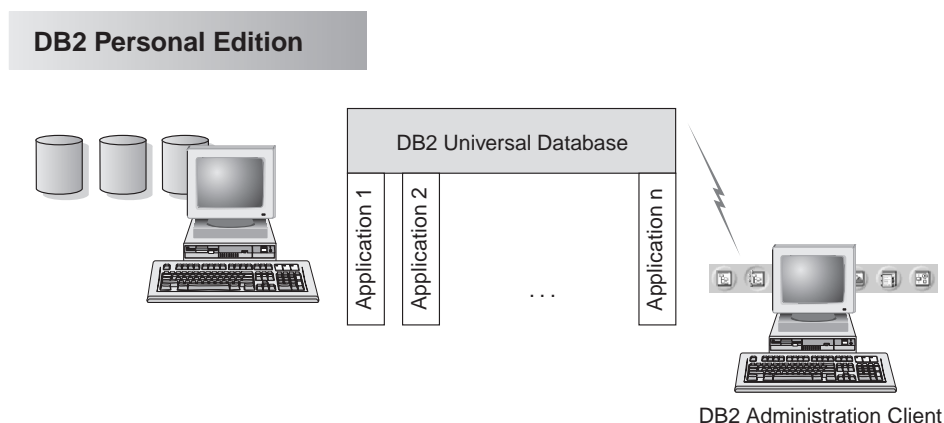 DB2 Personal Edition
DB2 Universal Database
Application 1
Application 2
. . .
Application n
DB2 Administration Client